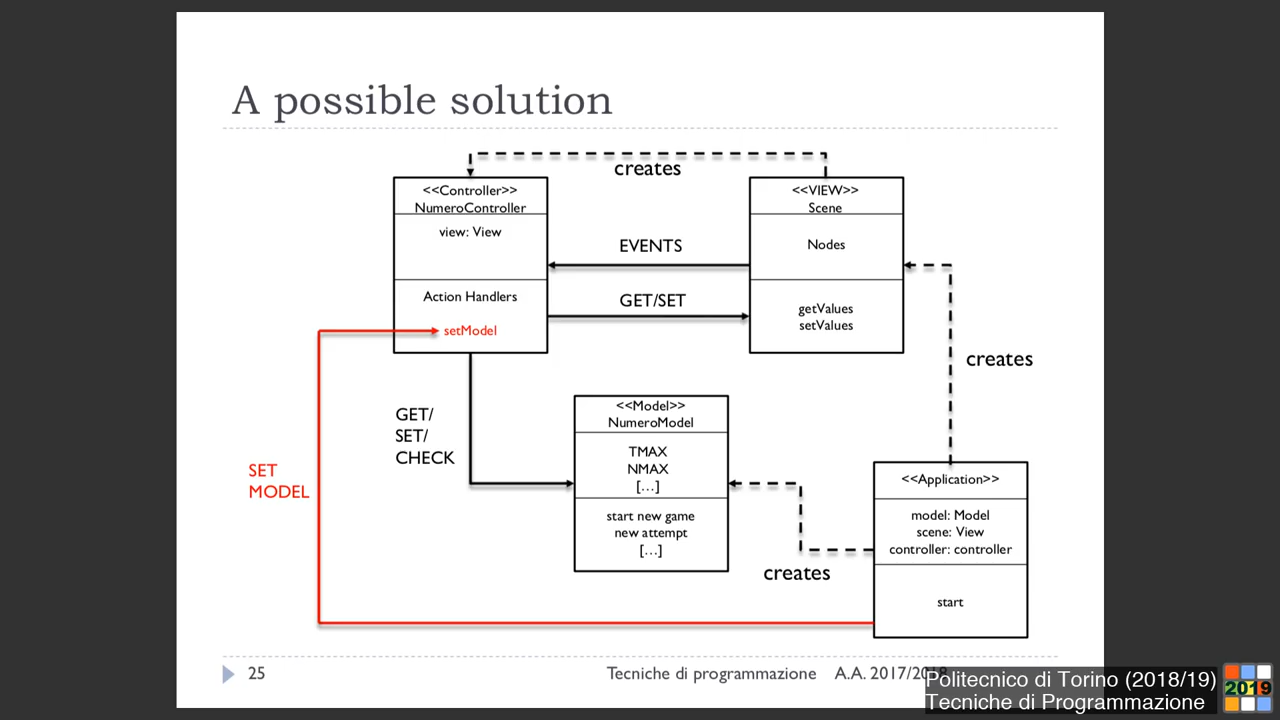 A possible solution
creates
<<Controller>>
NumeroController
view: View
Action Handlers
setModel
EVENTS
GET/SET
<<VIEW>>
Scene
Nodes
getValues
setValues
creates
GET/
SET/
CHECK
SET
MODEL
<<Model>>
NumeroModel
TMAX
NMAX
[...]
start new game
new attempt
[...]
creates
<<Application>>
model: Model
scene: View
controller: controller
start
25
Tecniche di programmazione A.A. 2017/2018
Politecnico di Torino (2018/19)
Tecniche di Programmazione
2019